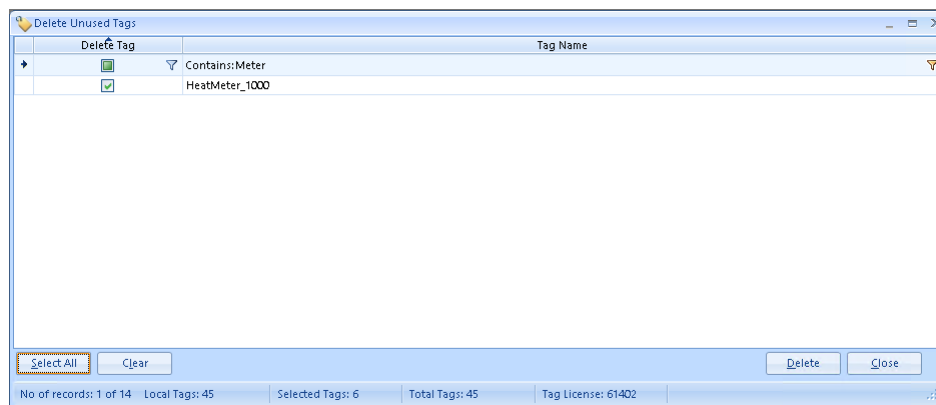 Delete Unused Tags
Delete Tag Tag Name
Contains:Meter
HeatMeter_1000
Select All Clear Delete Close
No of records: 1 of 14 Local Tags: 45 Selected Tags: 6 Total Tags: 45 Tag License: 61402